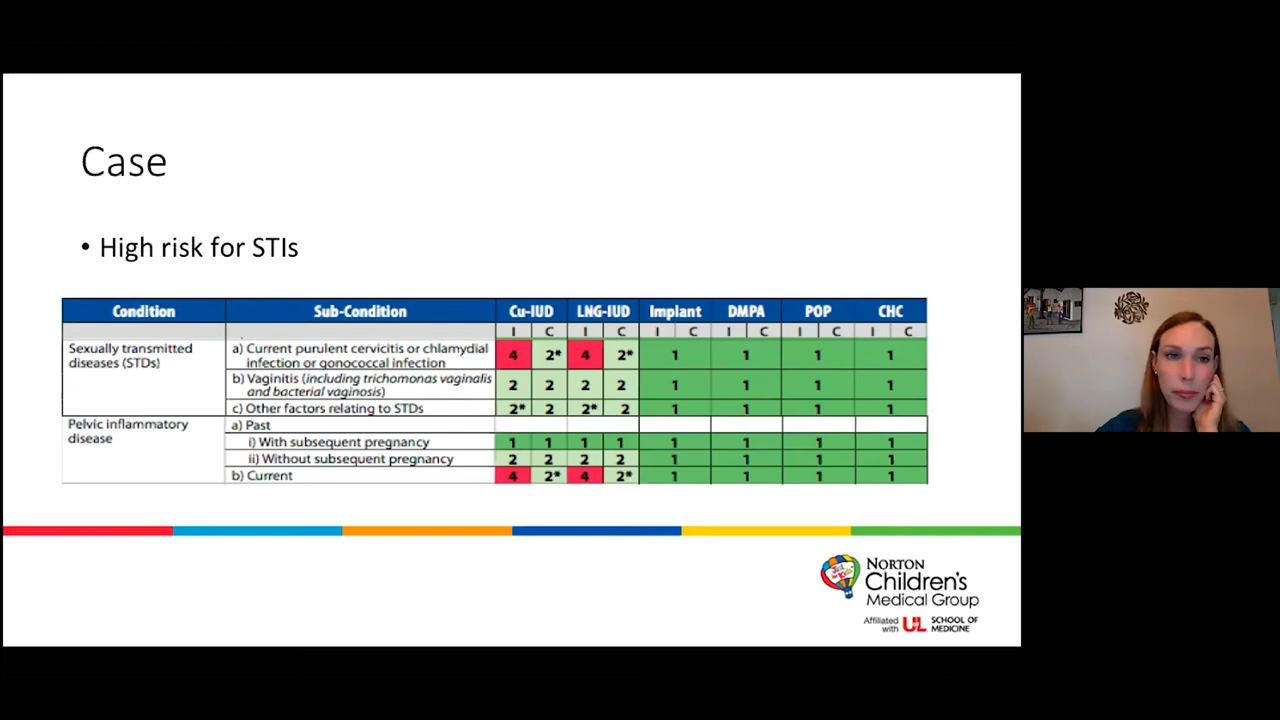 Case
• High risk for STIs
Condition Sub-Condition Cu-IUD LNG-IUD Implant DMPA POP CHC
I C I C I C I C I C I C
Sexually transmitted diseases (STDs) a) Current purulent cervicitis or chlamydial infection or gonococcal infection 4 2* 4 2* 1 1 1 1
b) Vaginitis (including trichomonas vaginalis and bacterial vaginosis) 2 2 2 2 1 1 1 1
c) Other factors relating to STDs 2* 2 2* 2 1 1 1 1
Pelvic inflammatory disease a) Past
i) With subsequent pregnancy 1 1 1 1 1 1 1 1
ii) Without subsequent pregnancy 2 2 2 2 1 1 1 1
b) Current 4 2* 4 2* 1 1 1 1
Just for Kids
NORTON
Children's
Medical Group
Affiliated with UofL SCHOOL OF MEDICINE